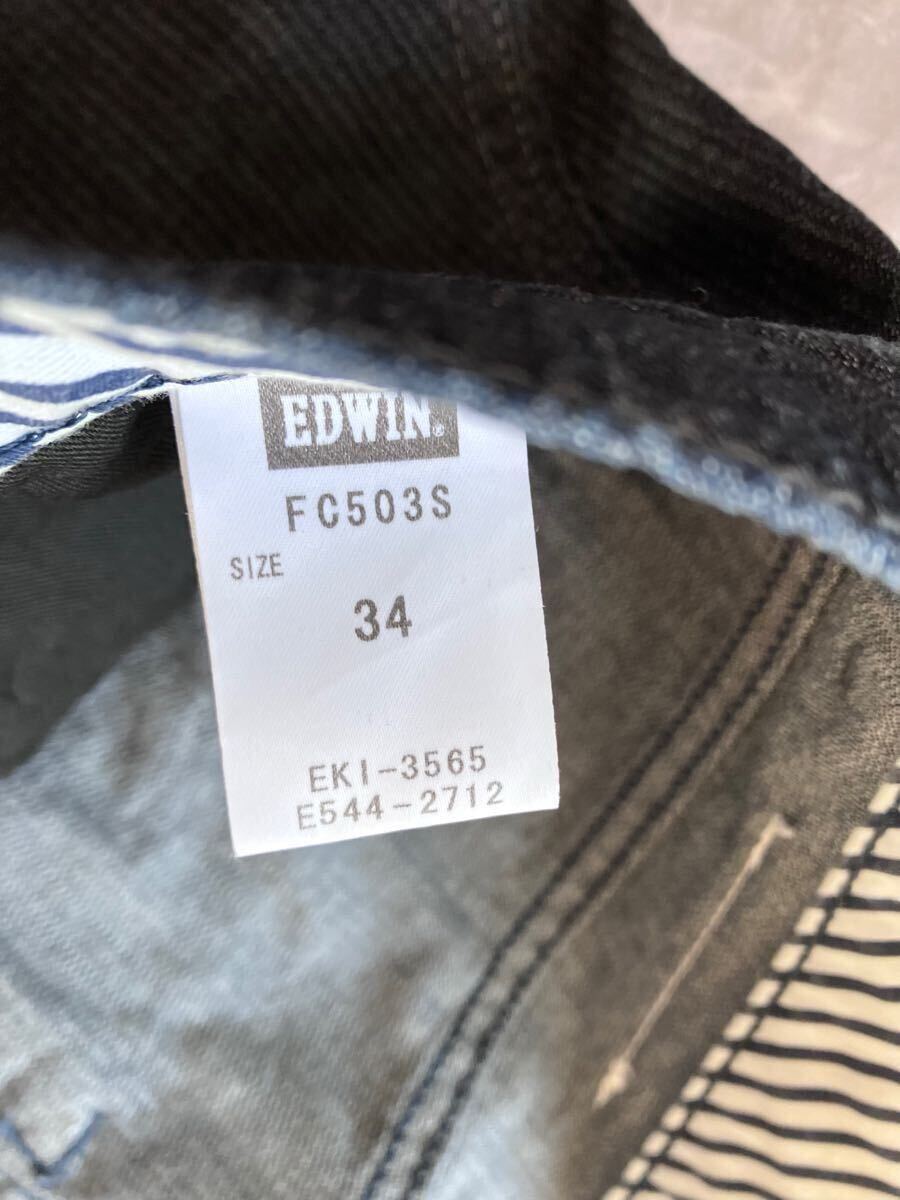 EDWIN®
FC503S
SIZE
34
EKI-3565
E544-2712